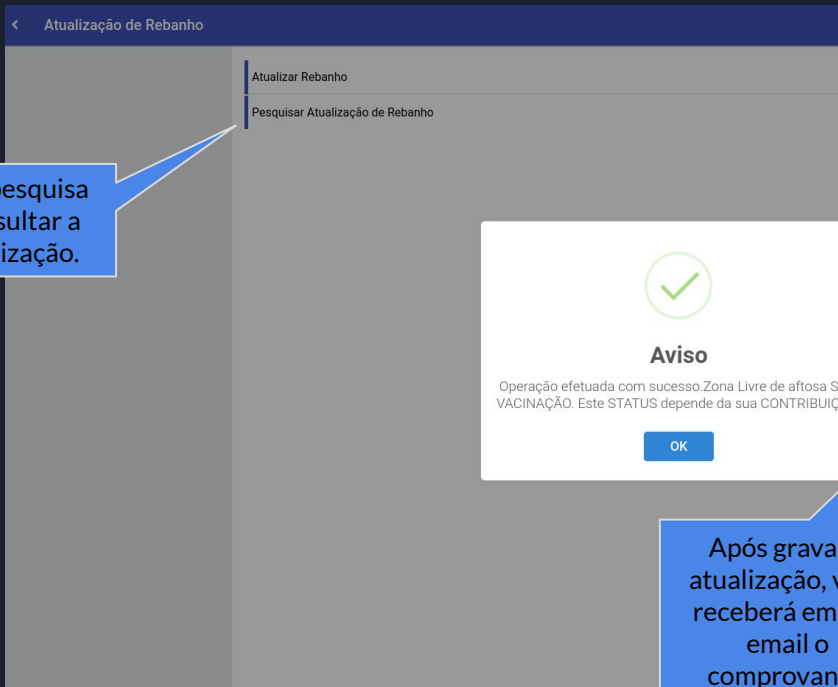 Atualização de Rebanho
Atualizar Rebanho
Pesquisar Atualização de Rebanho
esquisa
sultar a
ização.
Aviso
Operação efetuada com sucesso.Zona Livre de aftosa S
VACINAÇÃO. Este STATUS depende da sua CONTRIBUIÇ
OK
Após grava
atualização, v
receberá em
email o
comprovan